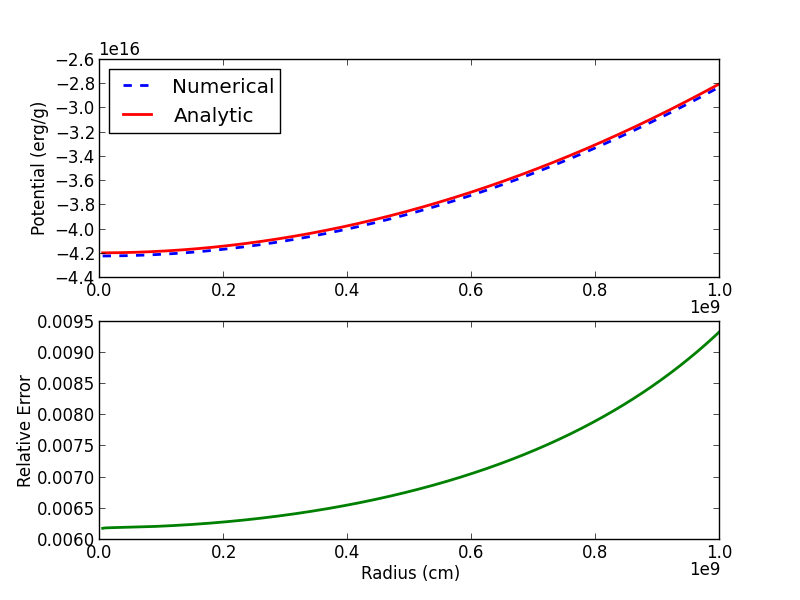 1e16
−2.6
−2.8
−3.0
−3.2
−3.4
−3.6
−3.8
−4.0
−4.2
−4.4
Potential (erg/g)
Numerical
Analytic
0.0 0.2 0.4 0.6 0.8 1.0
1e9
0.0095
0.0090
0.0085
0.0080
0.0075
0.0070
0.0065
0.0060
Relative Error
0.0 0.2 0.4 0.6 0.8 1.0
Radius (cm) 1e9